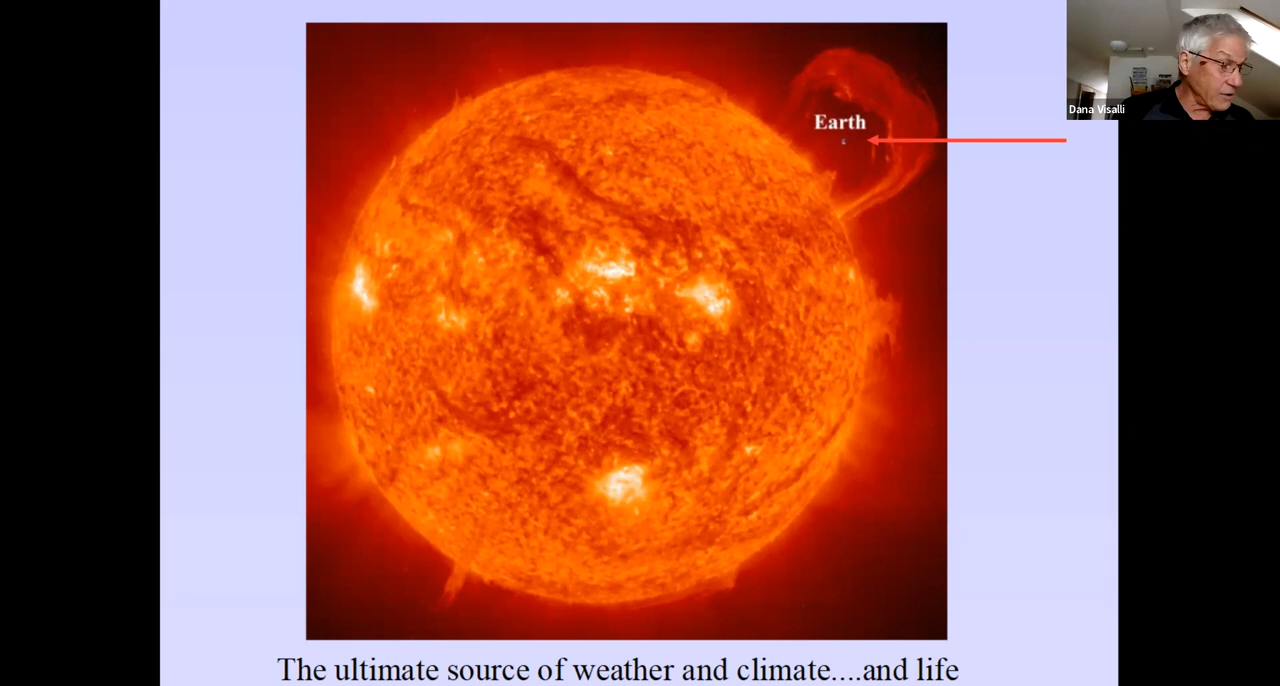 Earth
Dana Visalli
The ultimate source of weather and climate....and life